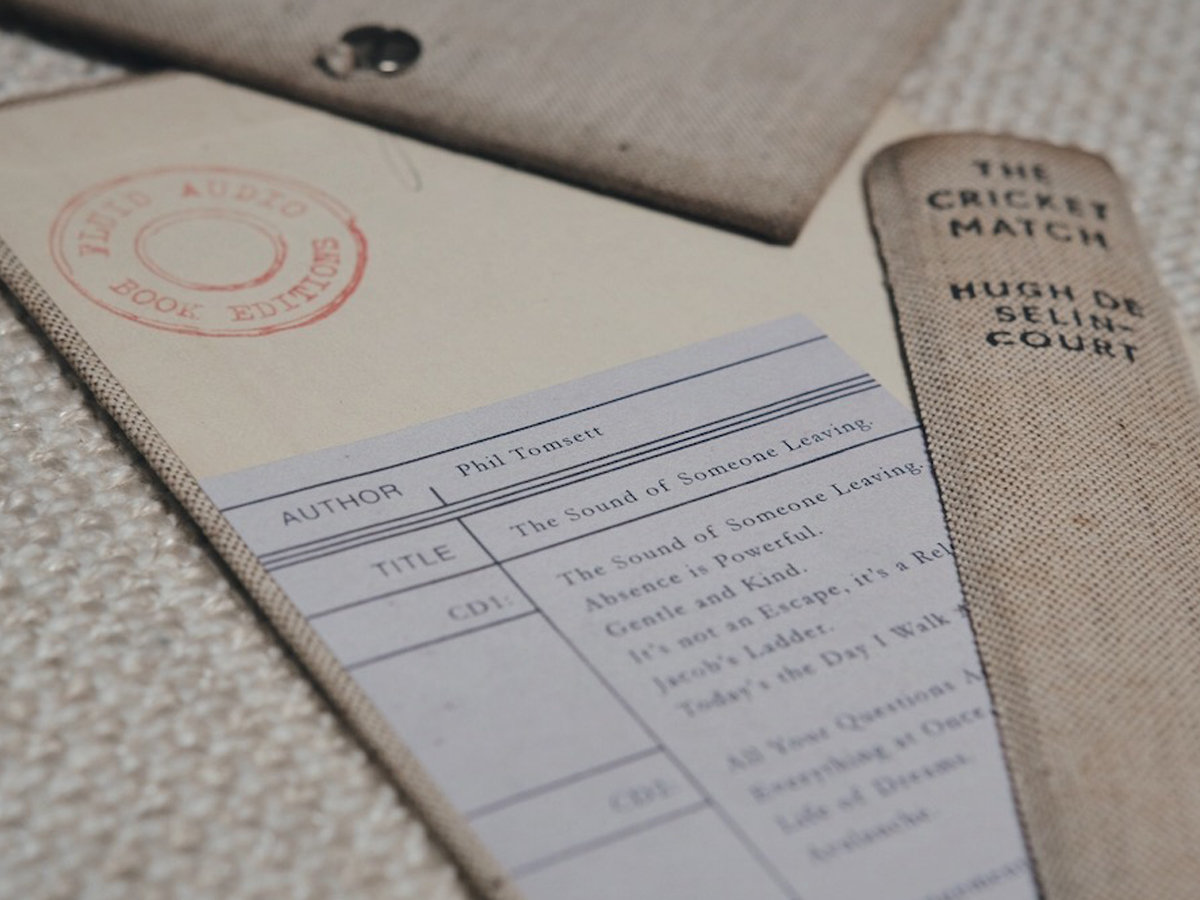 FLUID AUDIO
BOOK EDITIONS
THE
CRICKET
MATCH
HUGH DE
SELIN-
COURT
AUTHOR Phil Tomsett
TITLE The Sound of Someone Leaving.
CD1: The Sound of Someone Leaving.
Absence is Powerful.
Gentle and Kind.
It's not an Escape, it's a
Jacob's Ladder.
Today's the Day I Walk
CD2: All Your Questions
Everything at Once
Life of Dreams.
Avalanche.